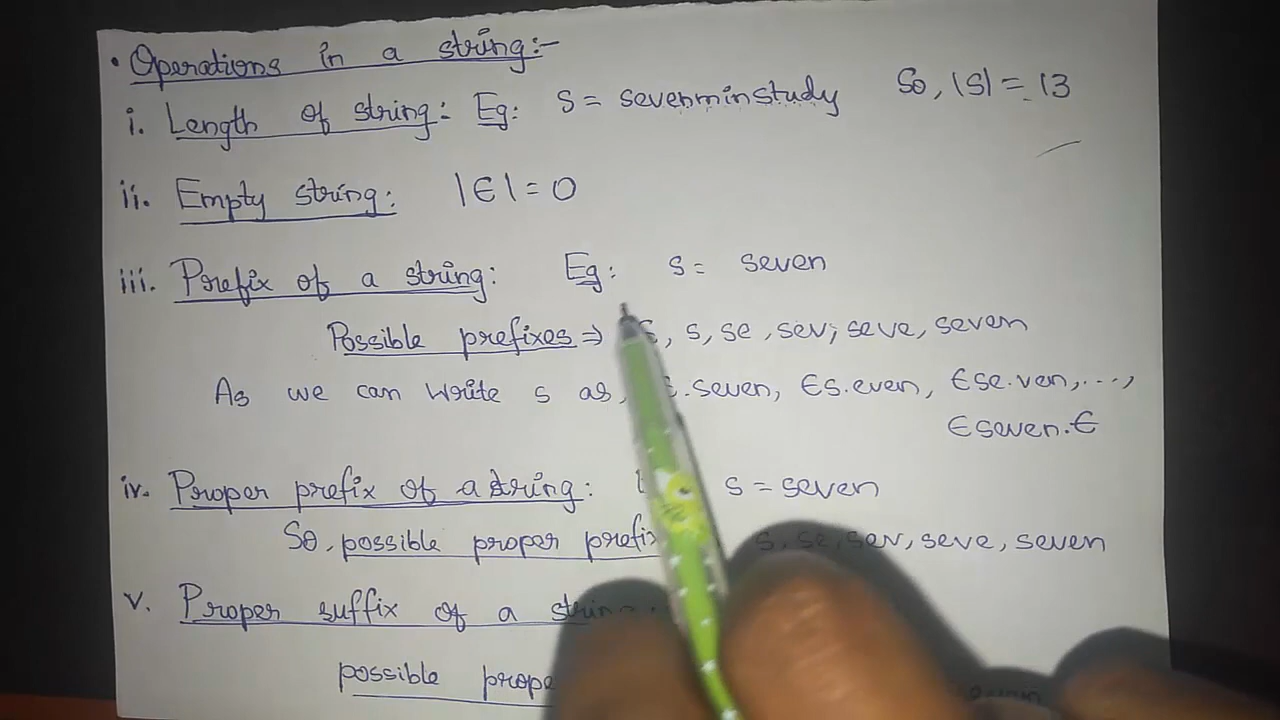 • Operations in a string:-
i. Length of string: Eg: S = sevenminstudy So, |S| = 13
ii. Empty string: |ϵ| = 0
iii. Prefix of a string: Eg: s = seven
Possible prefixes ⇒ , s, se, sev, seve, seven
As we can write s as, .seven, ϵs.even, ϵse.ven,...,
ϵseven.ϵ
iv. Proper prefix of a string: s = seven
So, possible proper s, se, sev, seve, seven
v. Proper suffix of a
possible